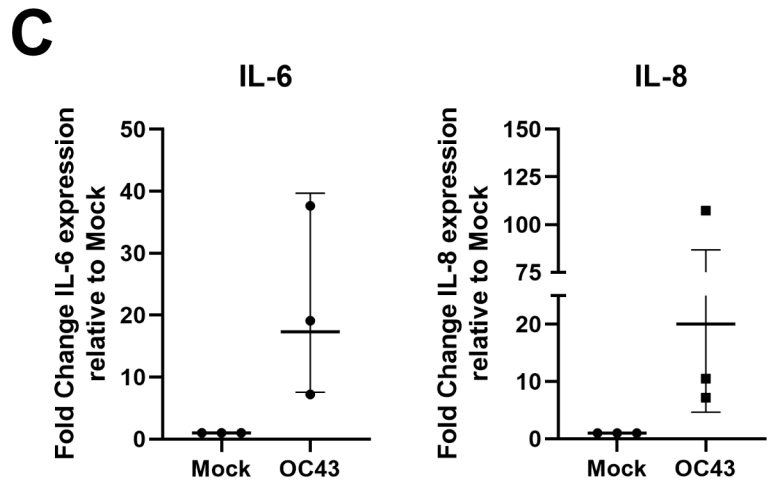 C
IL-6
Fold Change IL-6 expression
relative to Mock
50
40
30
20
10
0
Mock OC43
IL-8
Fold Change IL-8 expression
relative to Mock
150
125
100
75
20
10
0
Mock OC43